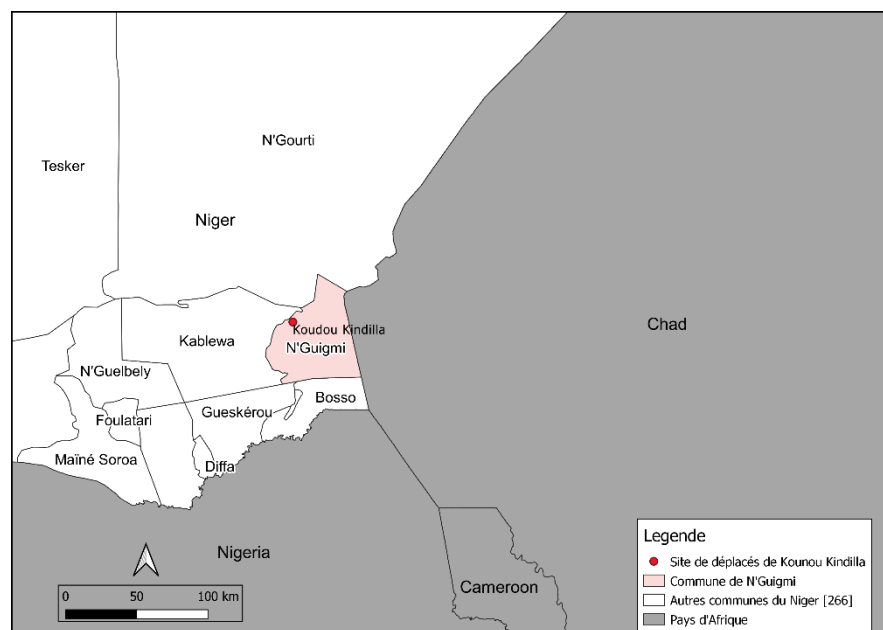 N'Gourti
Tesker
Niger
Koudou Kindilla
Kablewa
N'Guigmi
Chad
N'Guelbely
Bosso
Gueskérou
Foulatari
Maïné Soroa
Diffa
Nigeria
Cameroon
0 50 100 km
Legende
Site de déplacés de Kounou Kindilla
Commune de N'Guigmi
Autres communes du Niger [266]
Pays d'Afrique